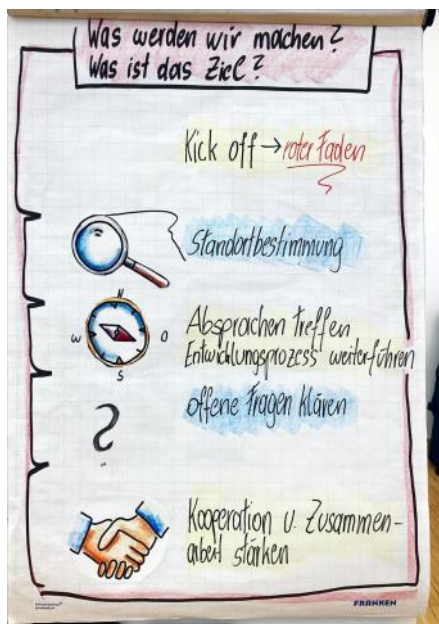 Was werden wir machen?
Was ist das Ziel?
Kick off → roter Faden
Standortbestimmung
N
W
O
S
Absprachen treffen
Entwicklungsprozess weiterführen
?
offene Fragen klären
Kooperation u. Zusammen-
arbeit stärken
FRANKEN